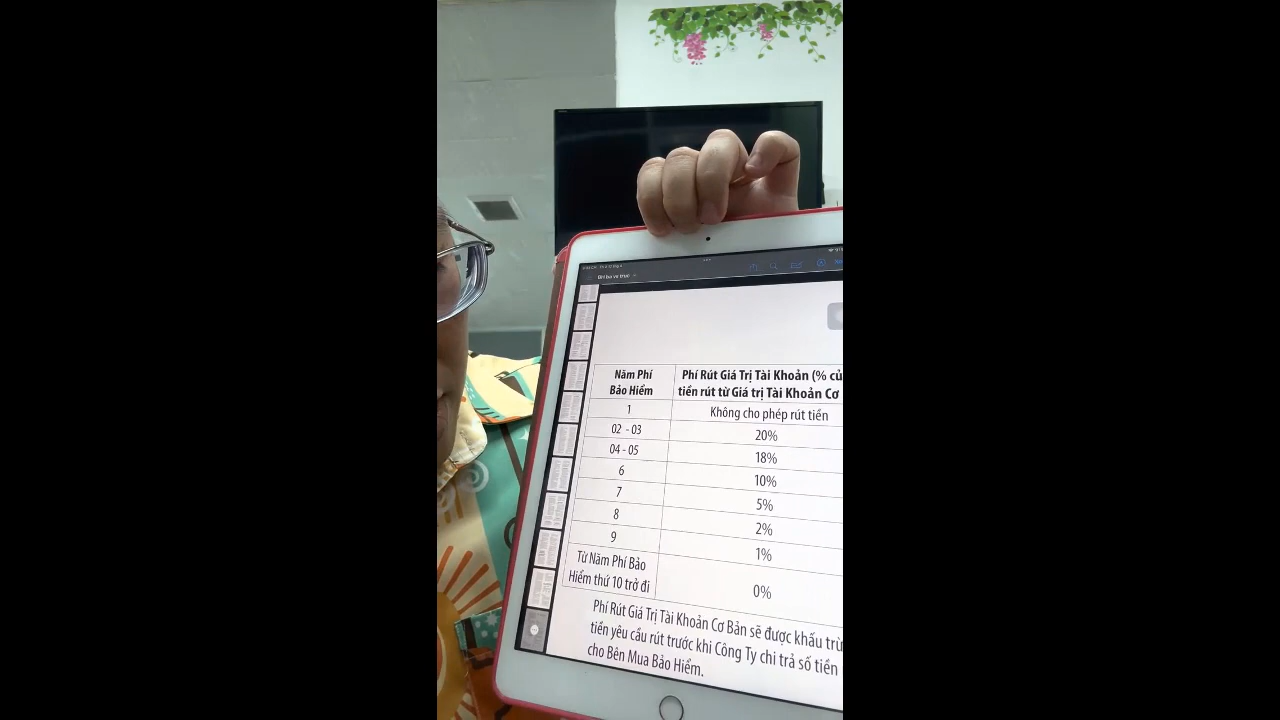 Năm Phí
Bảo Hiểm
Phí Rút Giá Trị Tài Khoản (% củ
tiền rút từ Giá trị Tài Khoản Cơ
1
Không cho phép rút tiền
02 - 03
20%
04 - 05
18%
6
10%
7
5%
8
2%
9
1%
Từ Năm Phí Bảo
Hiểm thứ 10 trở đi
0%
Phí Rút Giá Trị Tài Khoản Cơ Bản sẽ được khấu trừ
tiền yêu cầu rút trước khi Công Ty chi trả số tiền
cho Bên Mua Bảo Hiểm.